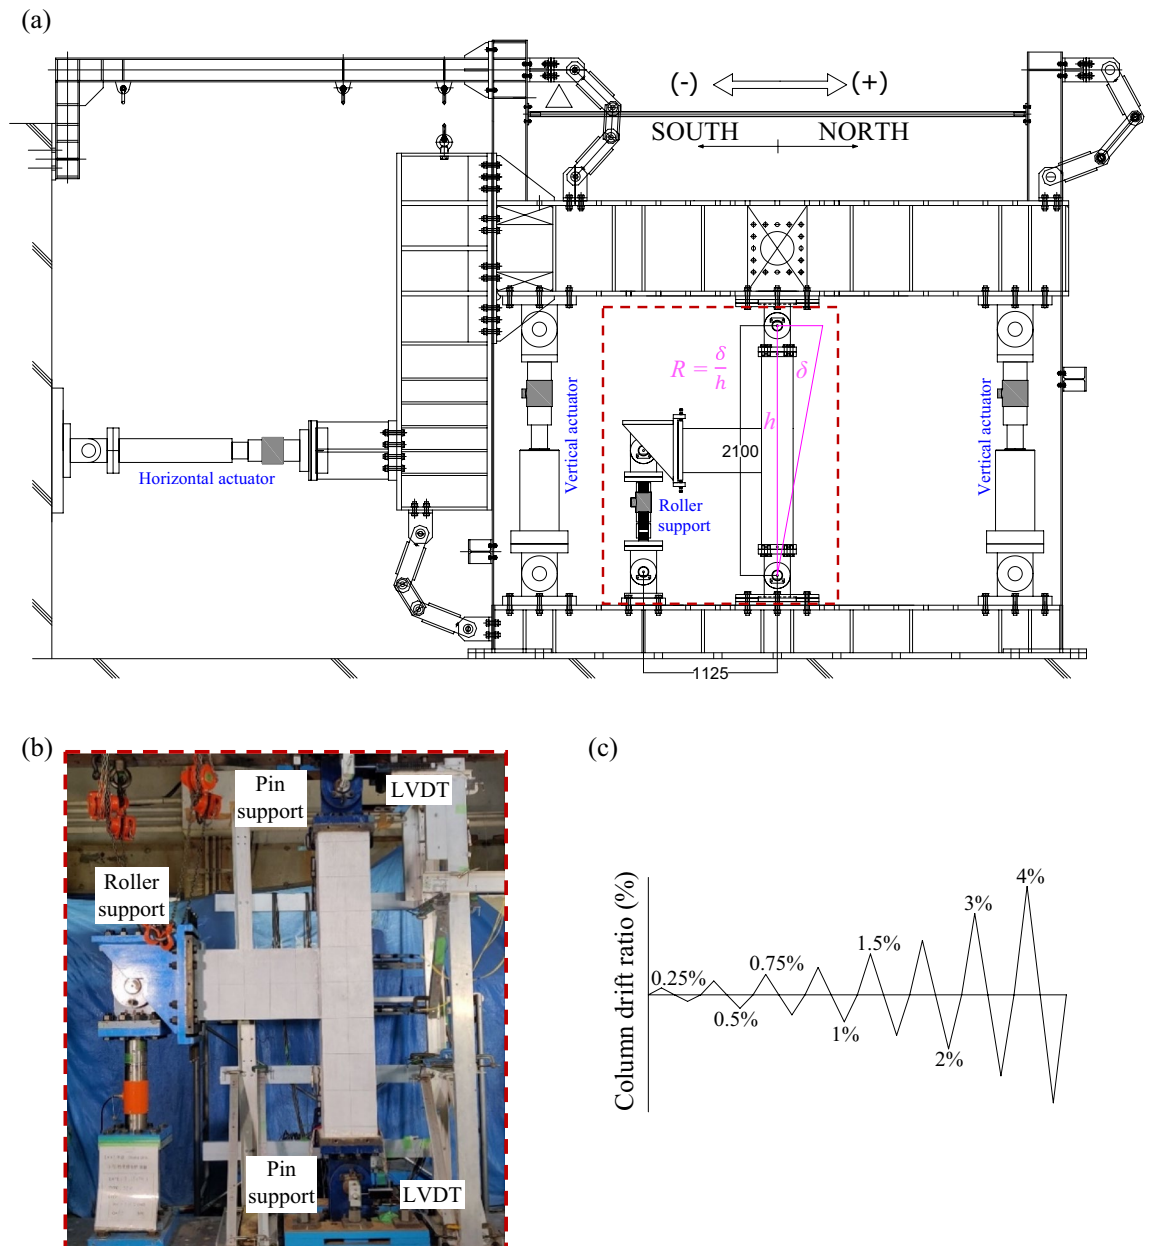 (a)
(-)
(+)
SOUTH
NORTH
R = δ/h
δ
h
2100
Vertical actuator
Vertical actuator
Horizontal actuator
Roller
support
1125
(b)
Pin
support
LVDT
Roller
support
Pin
support
LVDT
(c)
Column drift ratio (%)
0.25%
0.5%
0.75%
1%
1.5%
2%
3%
4%